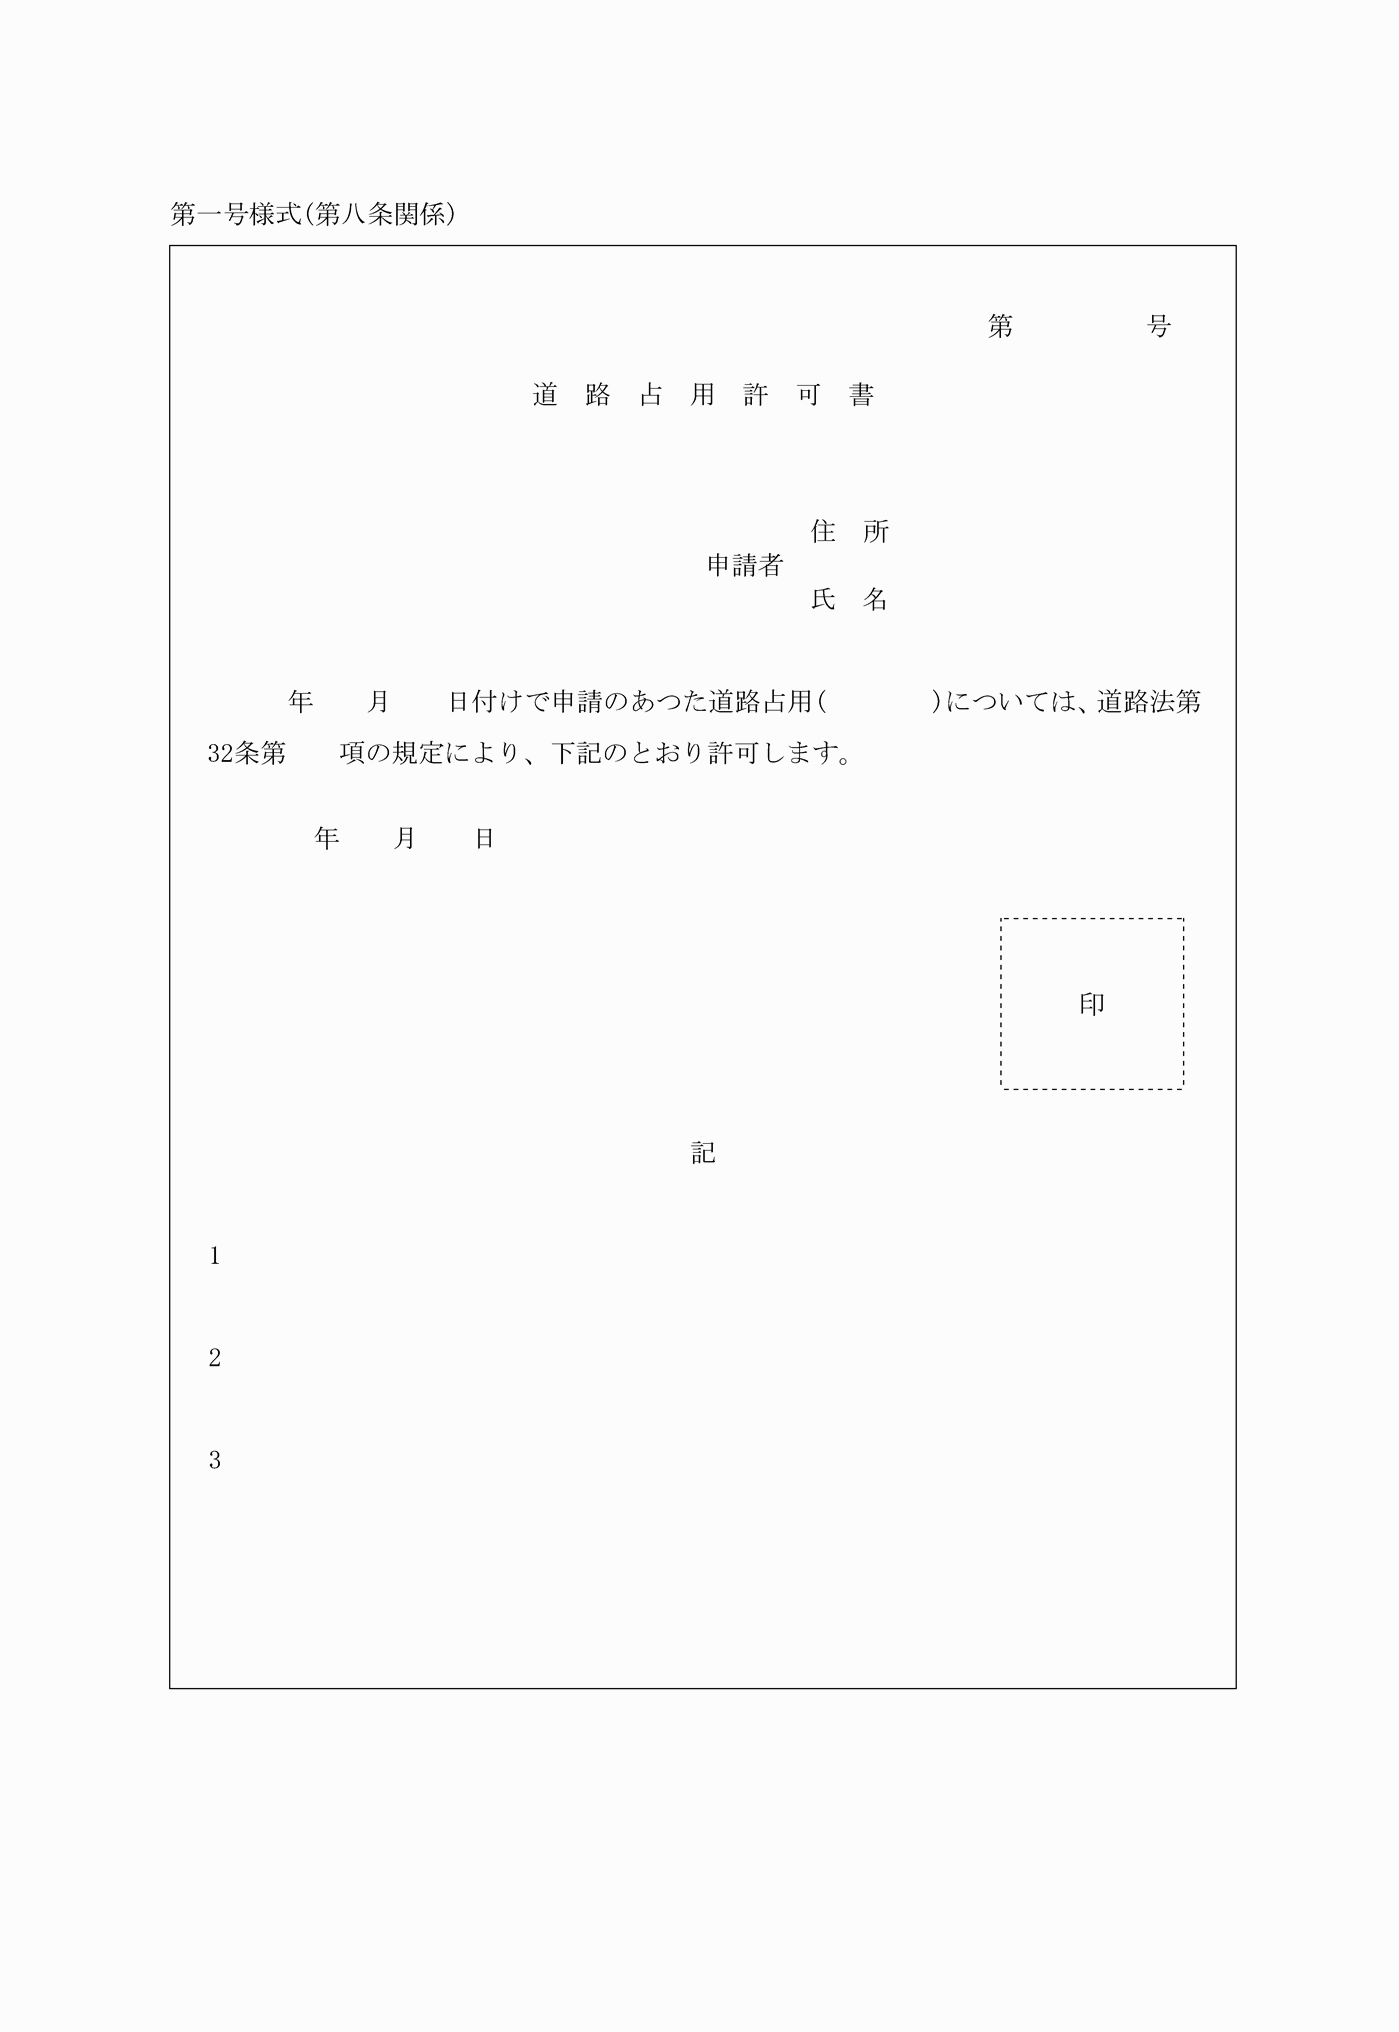 第一号様式(第八条関係)
第　　　　　号
道　路　占　用　許　可　書
住　所
申請者
氏　名
年　　月　　日付けで申請のあつた道路占用(　　　　)については、道路法第
32条第　　項の規定により、下記のとおり許可します。
年　　月　　日
印
記
1
2
3